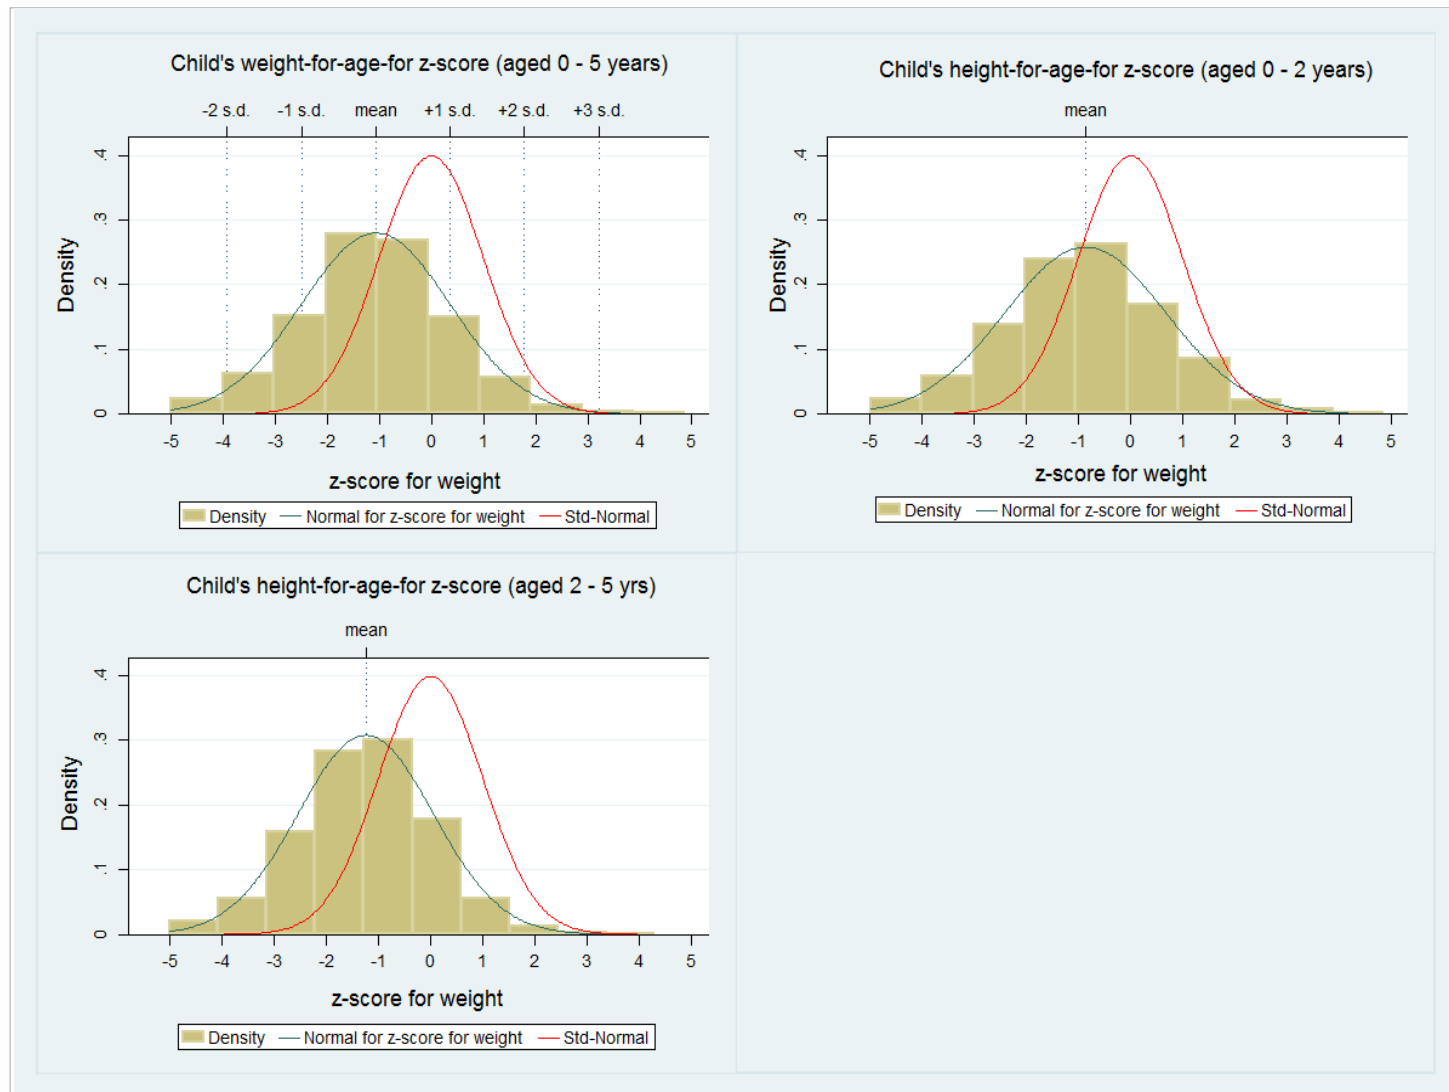 Child's weight-for-age-for z-score (aged 0 - 5 years)
-2 s.d. -1 s.d. mean +1 s.d. +2 s.d. +3 s.d.
Density
.4
.3
.2
.1
0
-5 -4 -3 -2 -1 0 1 2 3 4 5
z-score for weight
Density Normal for z-score for weight Std-Normal
Child's height-for-age-for z-score (aged 0 - 2 years)
mean
Density
.4
.3
.2
.1
0
-5 -4 -3 -2 -1 0 1 2 3 4 5
z-score for weight
Density Normal for z-score for weight Std-Normal
Child's height-for-age-for z-score (aged 2 - 5 yrs)
mean
Density
.4
.3
.2
.1
0
-5 -4 -3 -2 -1 0 1 2 3 4 5
z-score for weight
Density Normal for z-score for weight Std-Normal